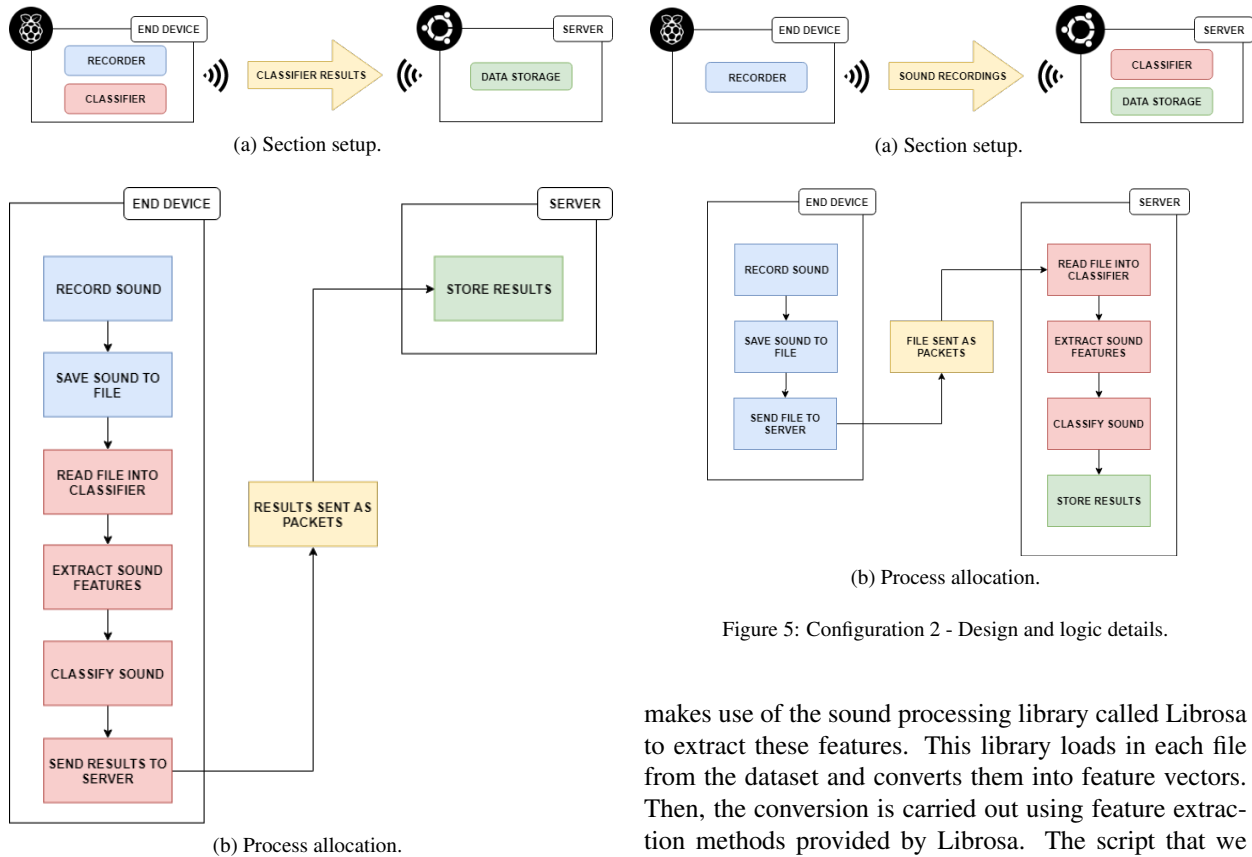 END DEVICE
RECORDER
CLASSIFIER
CLASSIFIER RESULTS
SERVER
DATA STORAGE
(a) Section setup.
END DEVICE
RECORD SOUND
SAVE SOUND TO
FILE
READ FILE INTO
CLASSIFIER
EXTRACT SOUND
FEATURES
CLASSIFY SOUND
SEND RESULTS TO
SERVER
RESULTS SENT AS
PACKETS
SERVER
STORE RESULTS
(b) Process allocation.
END DEVICE
RECORDER
SOUND RECORDINGS
SERVER
CLASSIFIER
DATA STORAGE
(a) Section setup.
END DEVICE
RECORD SOUND
SAVE SOUND TO
FILE
SEND FILE TO
SERVER
FILE SENT AS
PACKETS
SERVER
READ FILE INTO
CLASSIFIER
EXTRACT SOUND
FEATURES
CLASSIFY SOUND
STORE RESULTS
(b) Process allocation.
Figure 5: Configuration 2 - Design and logic details.
makes use of the sound processing library called Librosa
to extract these features. This library loads in each file
from the dataset and converts them into feature vectors.
Then, the conversion is carried out using feature extrac-
tion methods provided by Librosa. The script that we